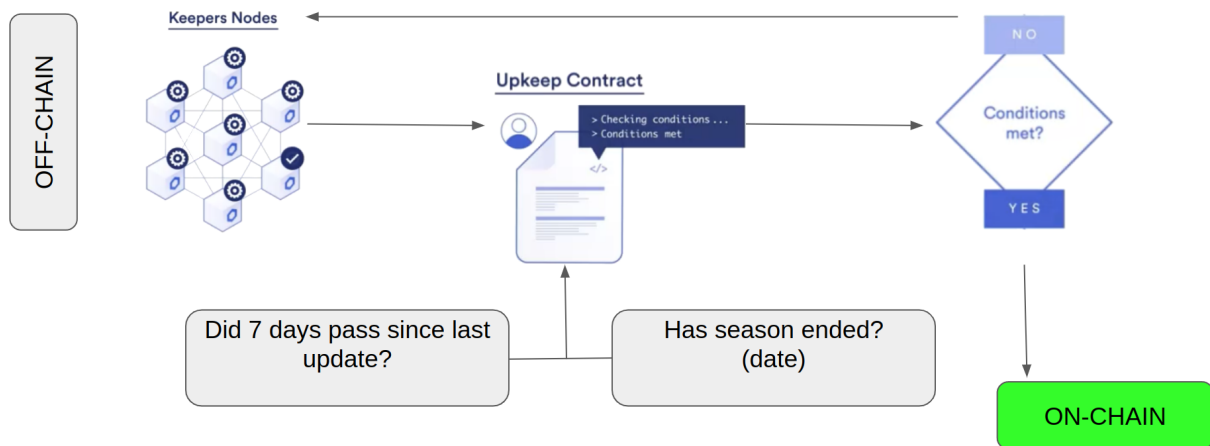 OFF-CHAIN
Keepers Nodes
Upkeep Contract
> Checking conditions...
> Conditions met
</>
NO
Conditions
met?
YES
Did 7 days pass since last
update?
Has season ended?
(date)
ON-CHAIN